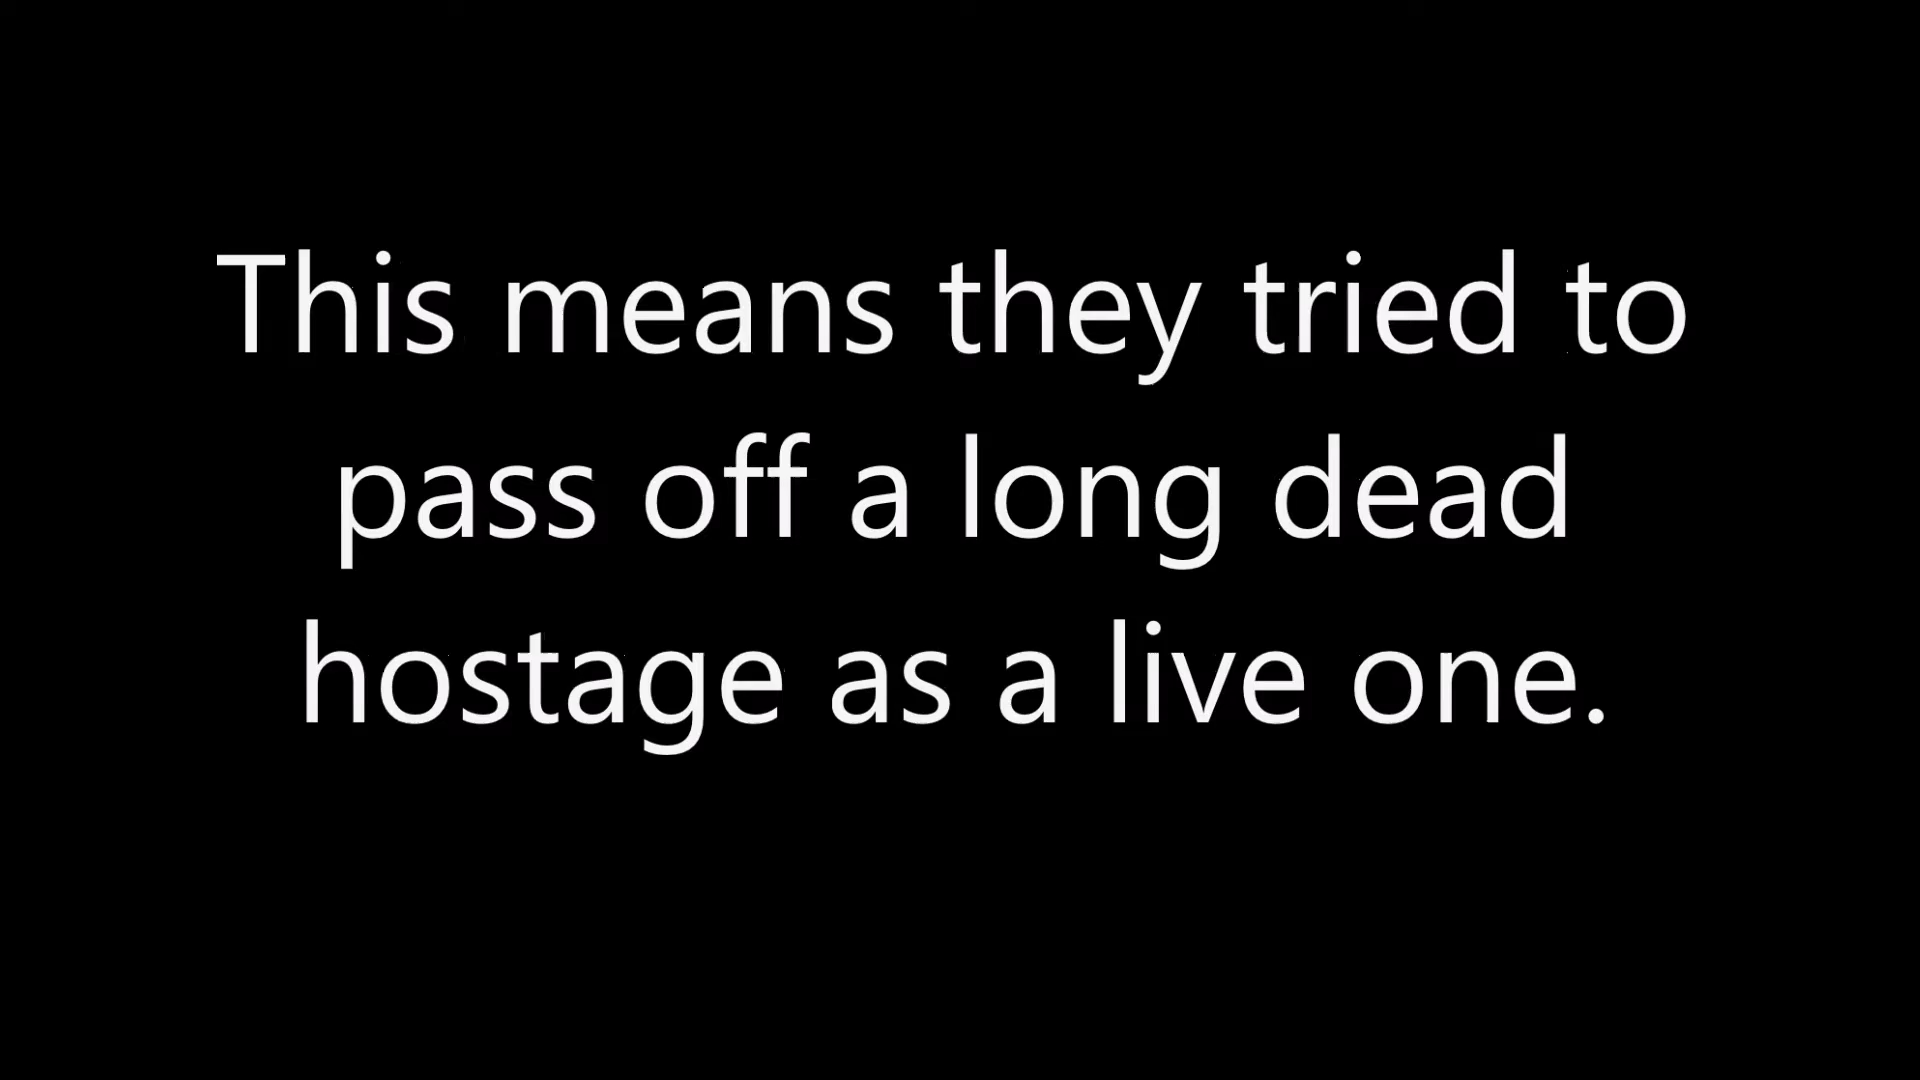 This means they tried to
pass off a long dead
hostage as a live one.